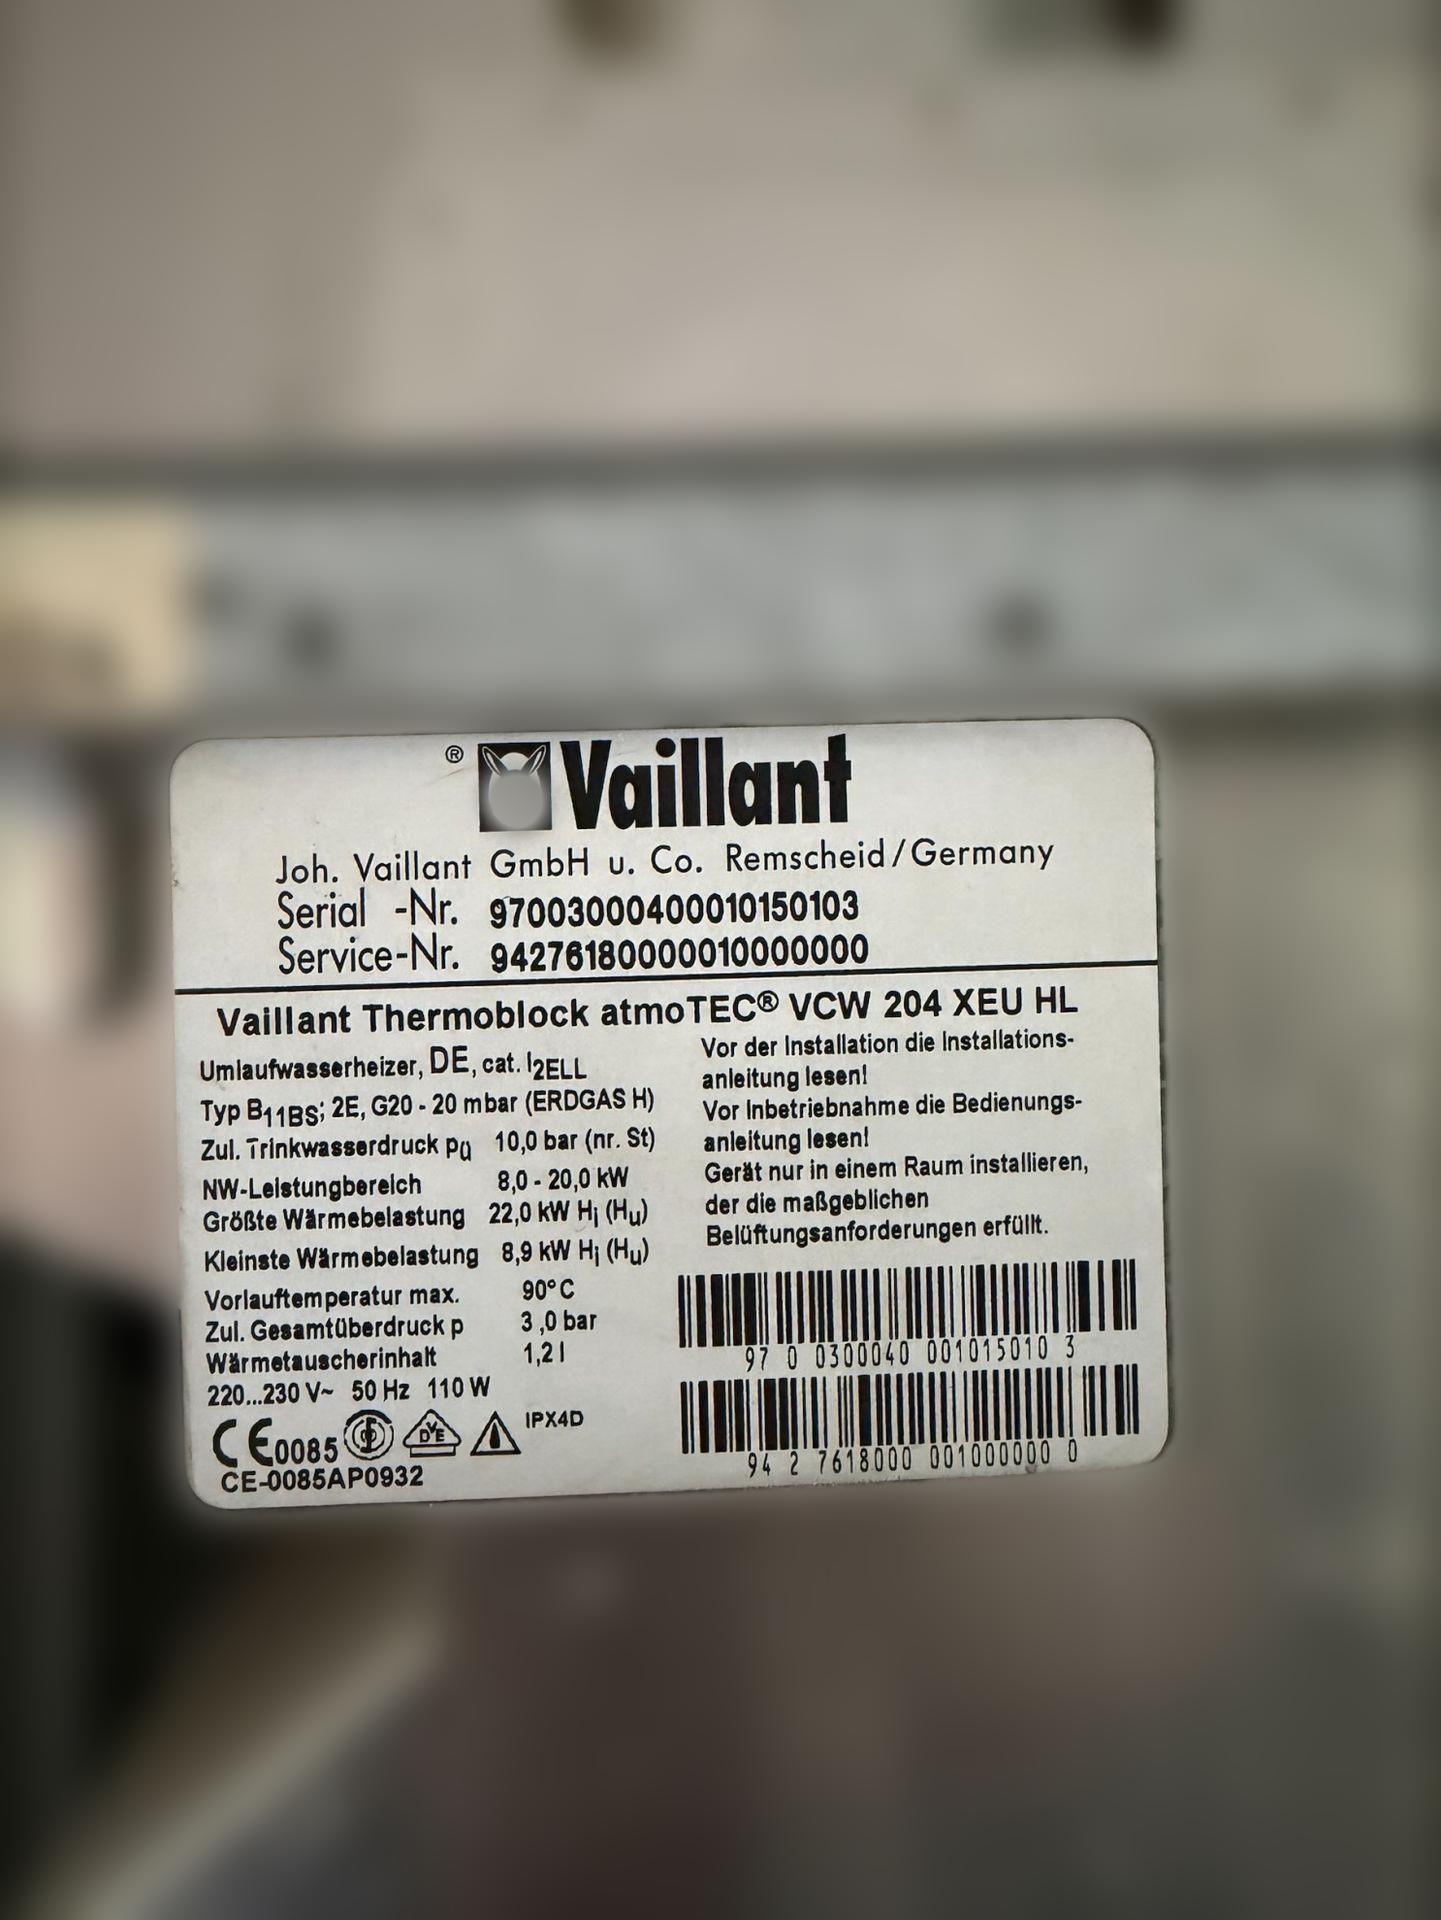 ® Vaillant
Joh. Vaillant GmbH u. Co. Remscheid/Germany
Serial -Nr. 97003000400010150103
Service-Nr. 94276180000010000000
Vaillant Thermoblock atmoTEC® VCW 204 XEU HL
Umlaufwasserheizer, DE, cat. I2ELL
Typ B11BS; 2E, G20 - 20 mbar (ERDGAS H)
Zul. Trinkwasserdruck pü 10,0 bar (nr. St)
NW-Leistungbereich 8,0 - 20,0 kW
Größte Wärmebelastung 22,0 kW Hi (Hu)
Kleinste Wärmebelastung 8,9 kW Hi (Hu)
Vorlauftemperatur max. 90°C
Zul. Gesamtüberdruck p 3,0 bar
Wärmetauscherinhalt 1,2 l
220...230 V~ 50 Hz 110 W
CE0085 DVE IPX4D
CE-0085AP0932
Vor der Installation die Installations-
anleitung lesen!
Vor Inbetriebnahme die Bedienungs-
anleitung lesen!
Gerät nur in einem Raum installieren,
der die maßgeblichen
Belüftungsanforderungen erfüllt.
97 0 0300040 001015010 3
94 2 7618000 001000000 0